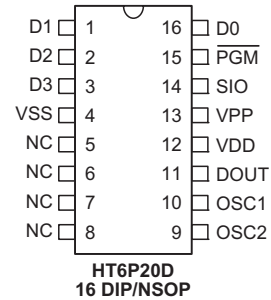 D1 1 16 D0
D2 2 15 PGM
D3 3 14 SIO
VSS 4 13 VPP
NC 5 12 VDD
NC 6 11 DOUT
NC 7 10 OSC1
NC 8 9 OSC2
HT6P20D
16 DIP/NSOP